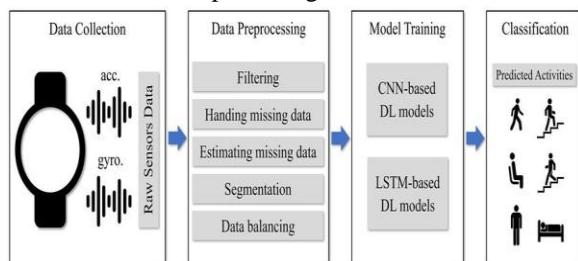 Data Collection
acc.
gyro.
Raw Sensors Data
Data Preprocessing
Filtering
Handing missing data
Estimating missing data
Segmentation
Data balancing
Model Training
CNN-based
DL models
LSTM-based
DL models
Classification
Predicted Activities